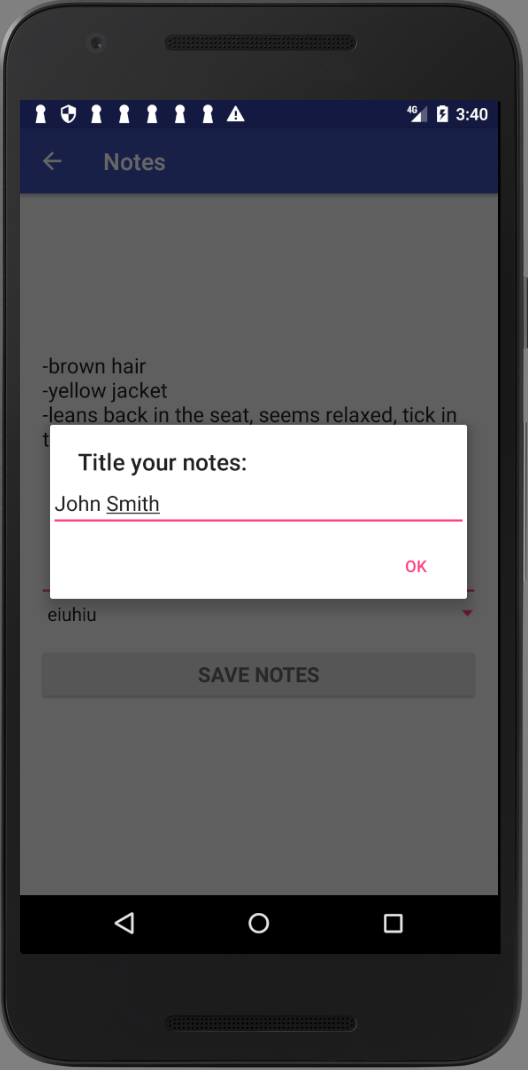 4G 3:40
Notes
-brown hair
-yellow jacket
-leans back in the seat, seems relaxed, tick in
Title your notes:
John Smith
OK
eiuhiu
SAVE NOTES